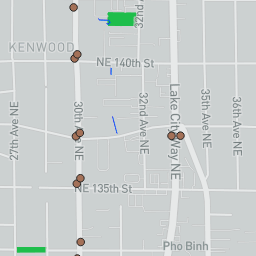 32nd
KENWOOD
NE 140th St
27th Ave NE
30th Ave NE
32nd Ave NE
Lake City Way NE
35th Ave NE
36th Ave NE
NE 135th St
Pho Binh